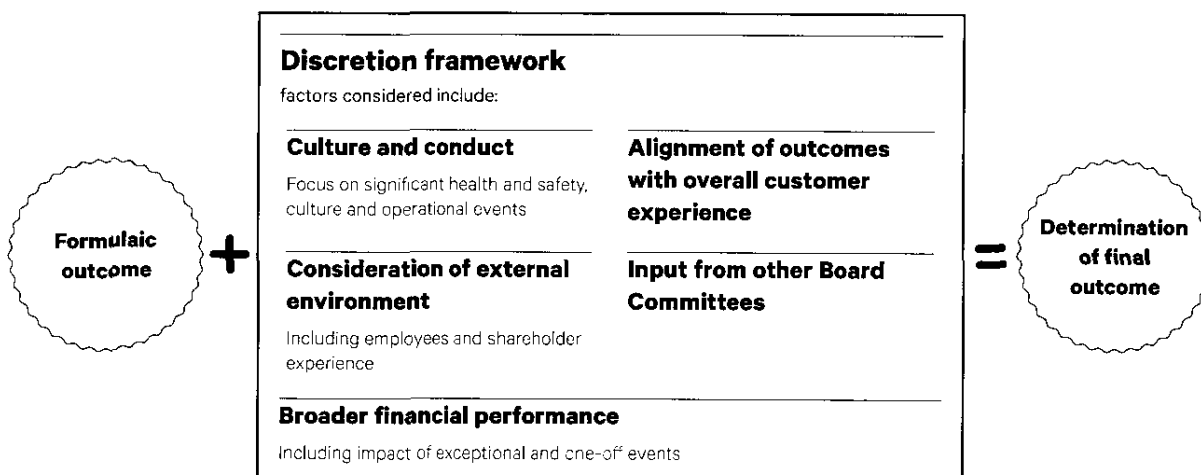 Discretion framework
factors considered include:
Culture and conduct
Focus on significant health and safety,
culture and operational events
Alignment of outcomes
with overall customer
experience
Formulaic
outcome
+
Consideration of external
environment
Including employees and shareholder
experience
Input from other Board
Committees
=
Determination
of final
outcome
Broader financial performance
Including impact of exceptional and one-off events